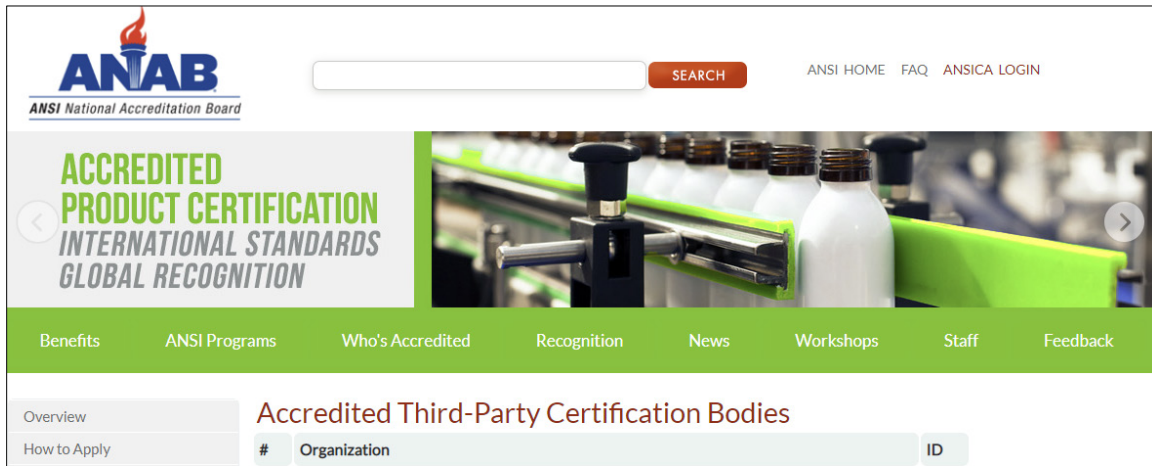 ANAB
ANSI National Accreditation Board
SEARCH
ANSI HOME FAQ ANSICA LOGIN
ACCREDITED
PRODUCT CERTIFICATION
INTERNATIONAL STANDARDS
GLOBAL RECOGNITION
Benefits ANSI Programs Who's Accredited Recognition News Workshops Staff Feedback
Overview
How to Apply
Accredited Third-Party Certification Bodies
# Organization ID